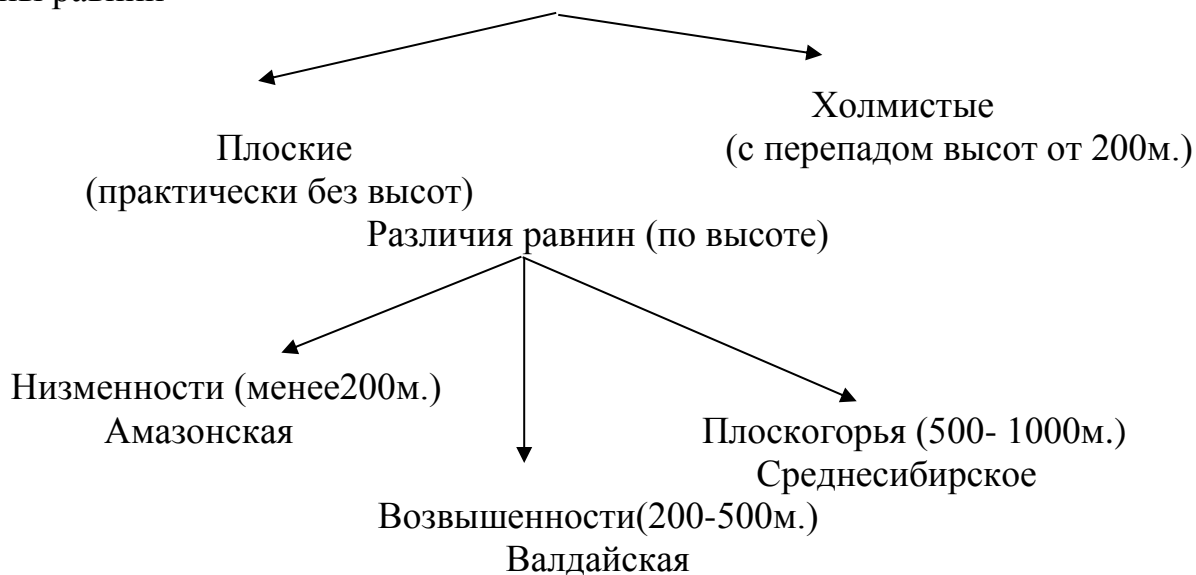 равнин
Холмистые
Плоские
(с перепадом высот от 200м.)
(практически без высот)
Различия равнин (по высоте)
Низменности (менее200м.)
Амазонская
Плоскогорья (500- 1000м.)
Среднесибирское
Возвышенности(200-500м.)
Валдайская